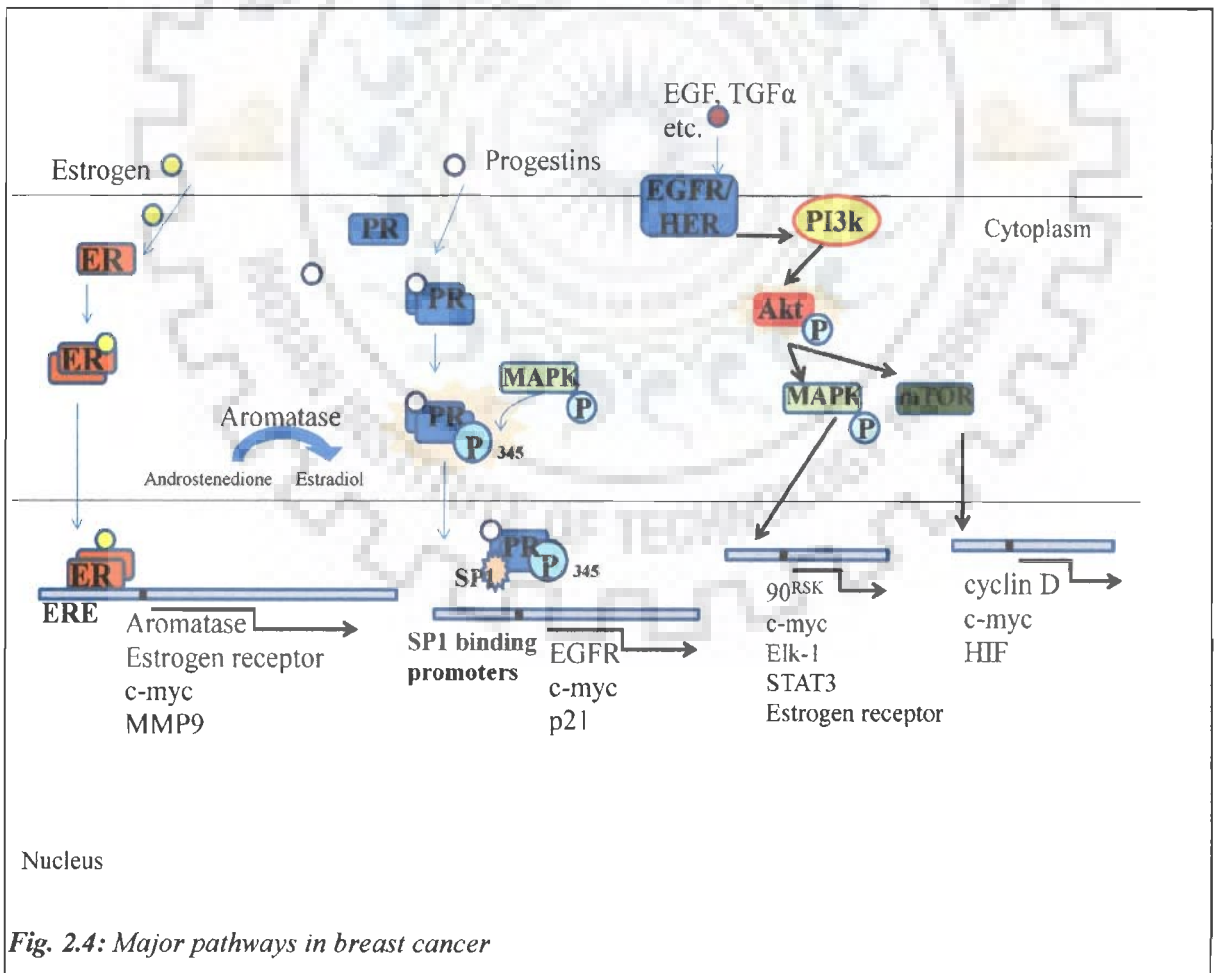 EGF, TGFα
etc.
Estrogen
Progestins
EGFR/
HER
PI3k
Cytoplasm
PR
ER
PR
Akt
P
ER
MAPK
P
MAPK
P
mTOR
Aromatase
PR
P
345
Androstenedione Estradiol
PR
P
345
SP1
ER
ERE
Aromatase
Estrogen receptor
c-myc
MMP9
SP1 binding
promoters
EGFR
c-myc
p21
90RSK
c-myc
Elk-1
STAT3
Estrogen receptor
cyclin D
c-myc
HIF
Nucleus
Fig. 2.4: Major pathways in breast cancer